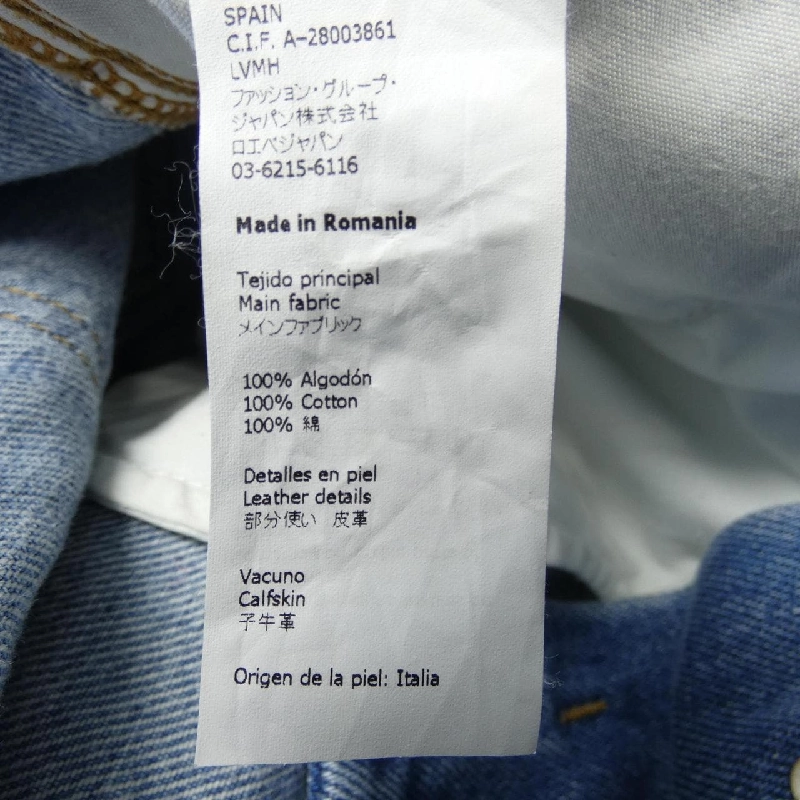 SPAIN
C.I.F. A-28003861
LVMH
ファッション・グループ・
ジャパン株式会社
ロエベジャパン
03-6215-6116
Made in Romania
Tejido principal
Main fabric
メインファブリック
100% Algodón
100% Cotton
100% 綿
Detalles en piel
Leather details
部分使い 皮革
Vacuno
Calfskin
子牛革
Origen de la piel: Italia